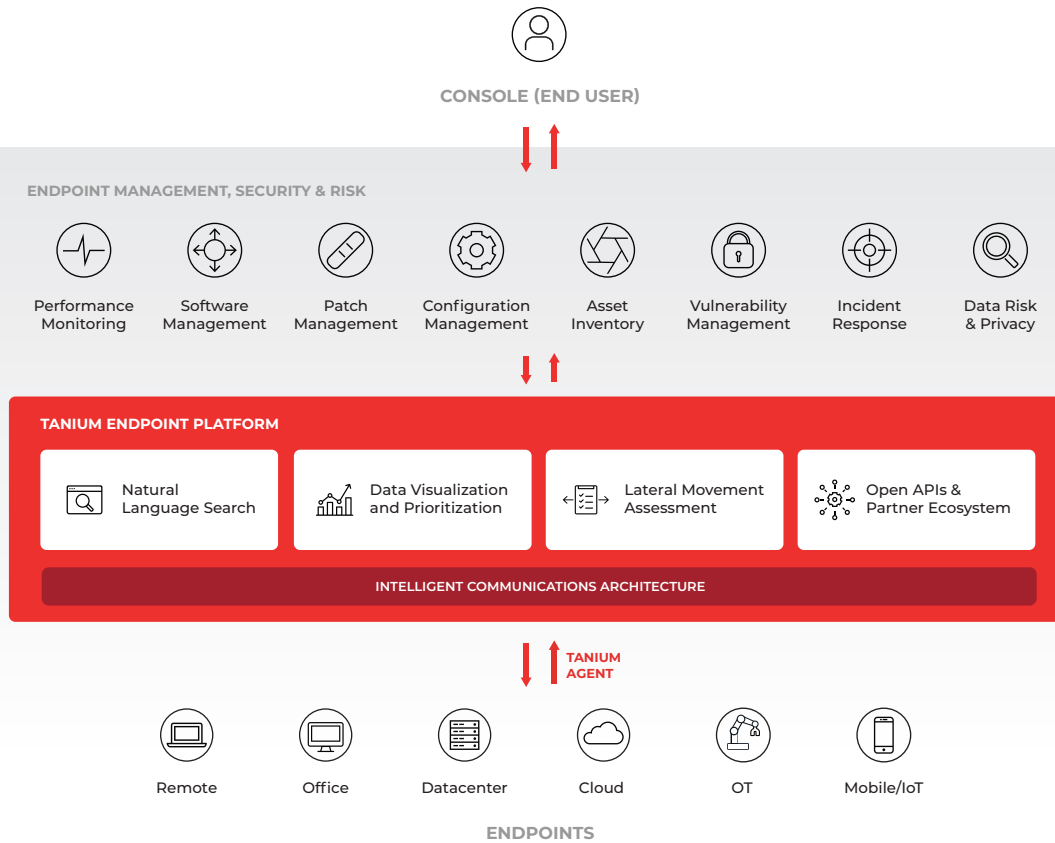 CONSOLE (END USER)
ENDPOINT MANAGEMENT, SECURITY & RISK
Performance
Monitoring
Software
Management
Patch
Management
Configuration
Management
Asset
Inventory
Vulnerability
Management
Incident
Response
Data Risk
& Privacy
TANIUM ENDPOINT PLATFORM
Natural
Language Search
Data Visualization
and Prioritization
Lateral Movement
Assessment
Open APIs &
Partner Ecosystem
INTELLIGENT COMMUNICATIONS ARCHITECTURE
TANIUM
AGENT
Remote
Office
Datacenter
Cloud
OT
Mobile/IoT
ENDPOINTS